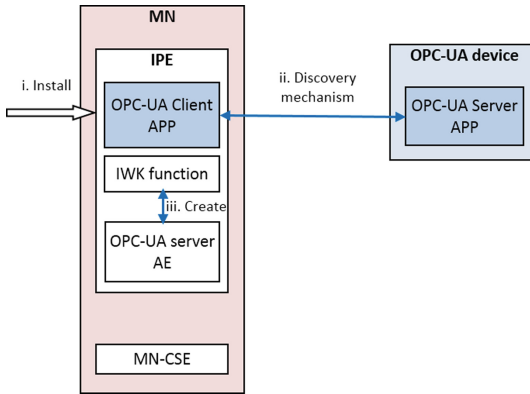 MN
IPE
i. Install
OPC-UA Client
APP
IWK function
iii. Create
OPC-UA server
AE
MN-CSE
ii. Discovery
mechanism
OPC-UA device
OPC-UA Server
APP